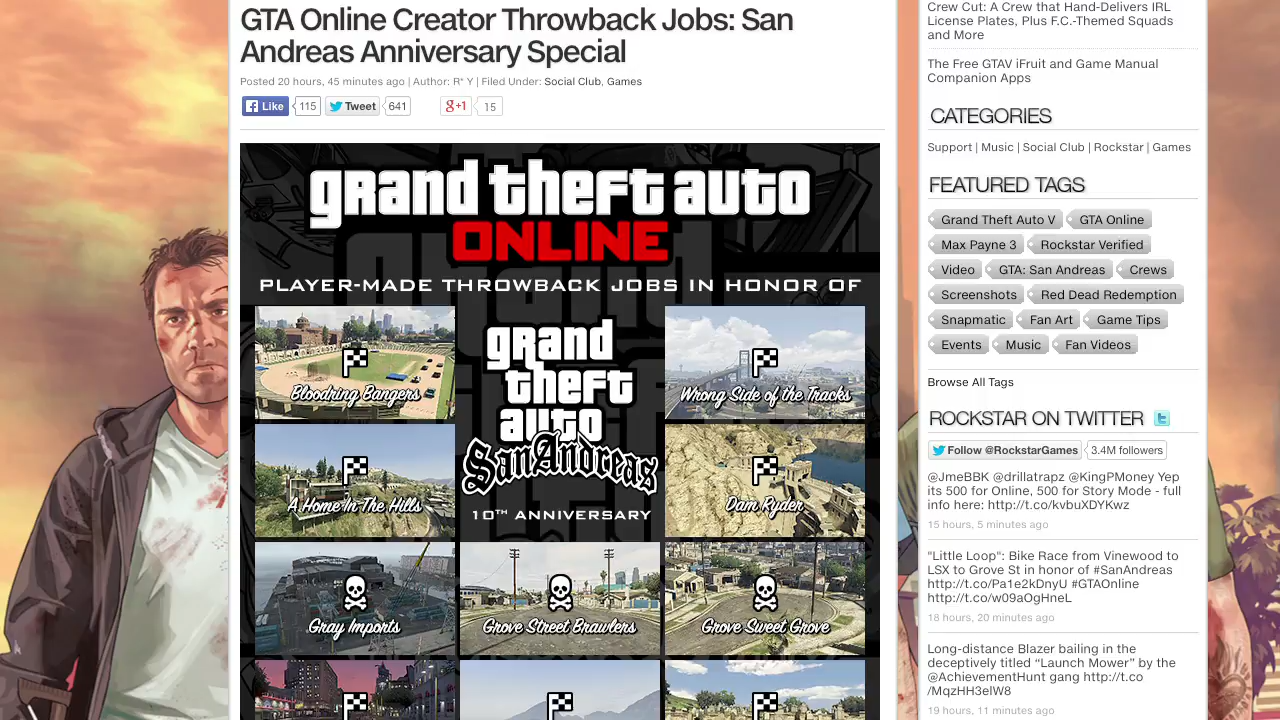 GTA Online Creator Throwback Jobs: San
Andreas Anniversary Special
Posted 20 hours, 45 minutes ago | Author: R* Y | Filed Under: Social Club, Games
Like 115 Tweet 641 g+1 15
grand theft auto
ONLINE
PLAYER-MADE THROWBACK JOBS IN HONOR OF
grand
theft
auto
San Andreas
10TH ANNIVERSARY
Bloodring Bangers
Wrong Side of the Tracks
A Home In The Hills
Dam Ryder
Gray Imports
Grove Street Brawlers
Grove Sweet Grove
Crew Cut: A Crew that Hand-Delivers IRL
License Plates, Plus F.C.-Themed Squads
and More
The Free GTAV iFruit and Game Manual
Companion Apps
CATEGORIES
Support | Music | Social Club | Rockstar | Games
FEATURED TAGS
Grand Theft Auto V GTA Online
Max Payne 3 Rockstar Verified
Video GTA: San Andreas Crews
Screenshots Red Dead Redemption
Snapmatic Fan Art Game Tips
Events Music Fan Videos
Browse All Tags
ROCKSTAR ON TWITTER
Follow @RockstarGames 3.4M followers
@JmeBBK @drillatrapz @KingPMoney Yep
its 500 for Online, 500 for Story Mode - full
info here: http://t.co/kvbuXDYKwz
15 hours, 5 minutes ago
"Little Loop": Bike Race from Vinewood to
LSX to Grove St in honor of #SanAndreas
http://t.co/Pa1e2kDnyU #GTAOnline
http://t.co/w09aOgHneL
18 hours, 20 minutes ago
Long-distance Blazer bailing in the
deceptively titled “Launch Mower” by the
@AchievementHunt gang http://t.co
/MqzHH3elW8
19 hours, 11 minutes ago